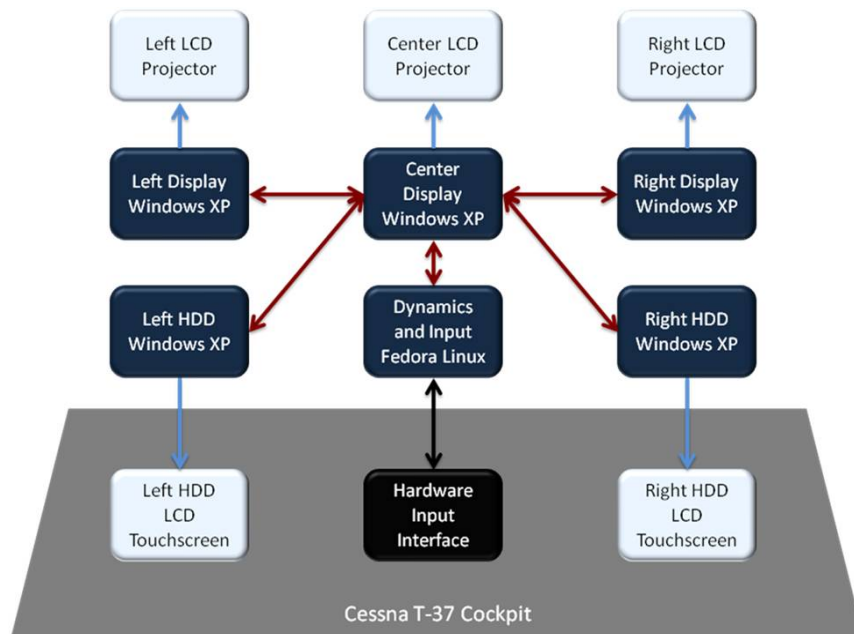 Left LCD
Projector
Center LCD
Projector
Right LCD
Projector
Left Display
Windows XP
Center
Display
Windows XP
Right Display
Windows XP
Left HDD
Windows XP
Dynamics
and Input
Fedora Linux
Right HDD
Windows XP
Left HDD
LCD
Touchscreen
Hardware
Input
Interface
Right HDD
LCD
Touchscreen
Cessna T-37 Cockpit